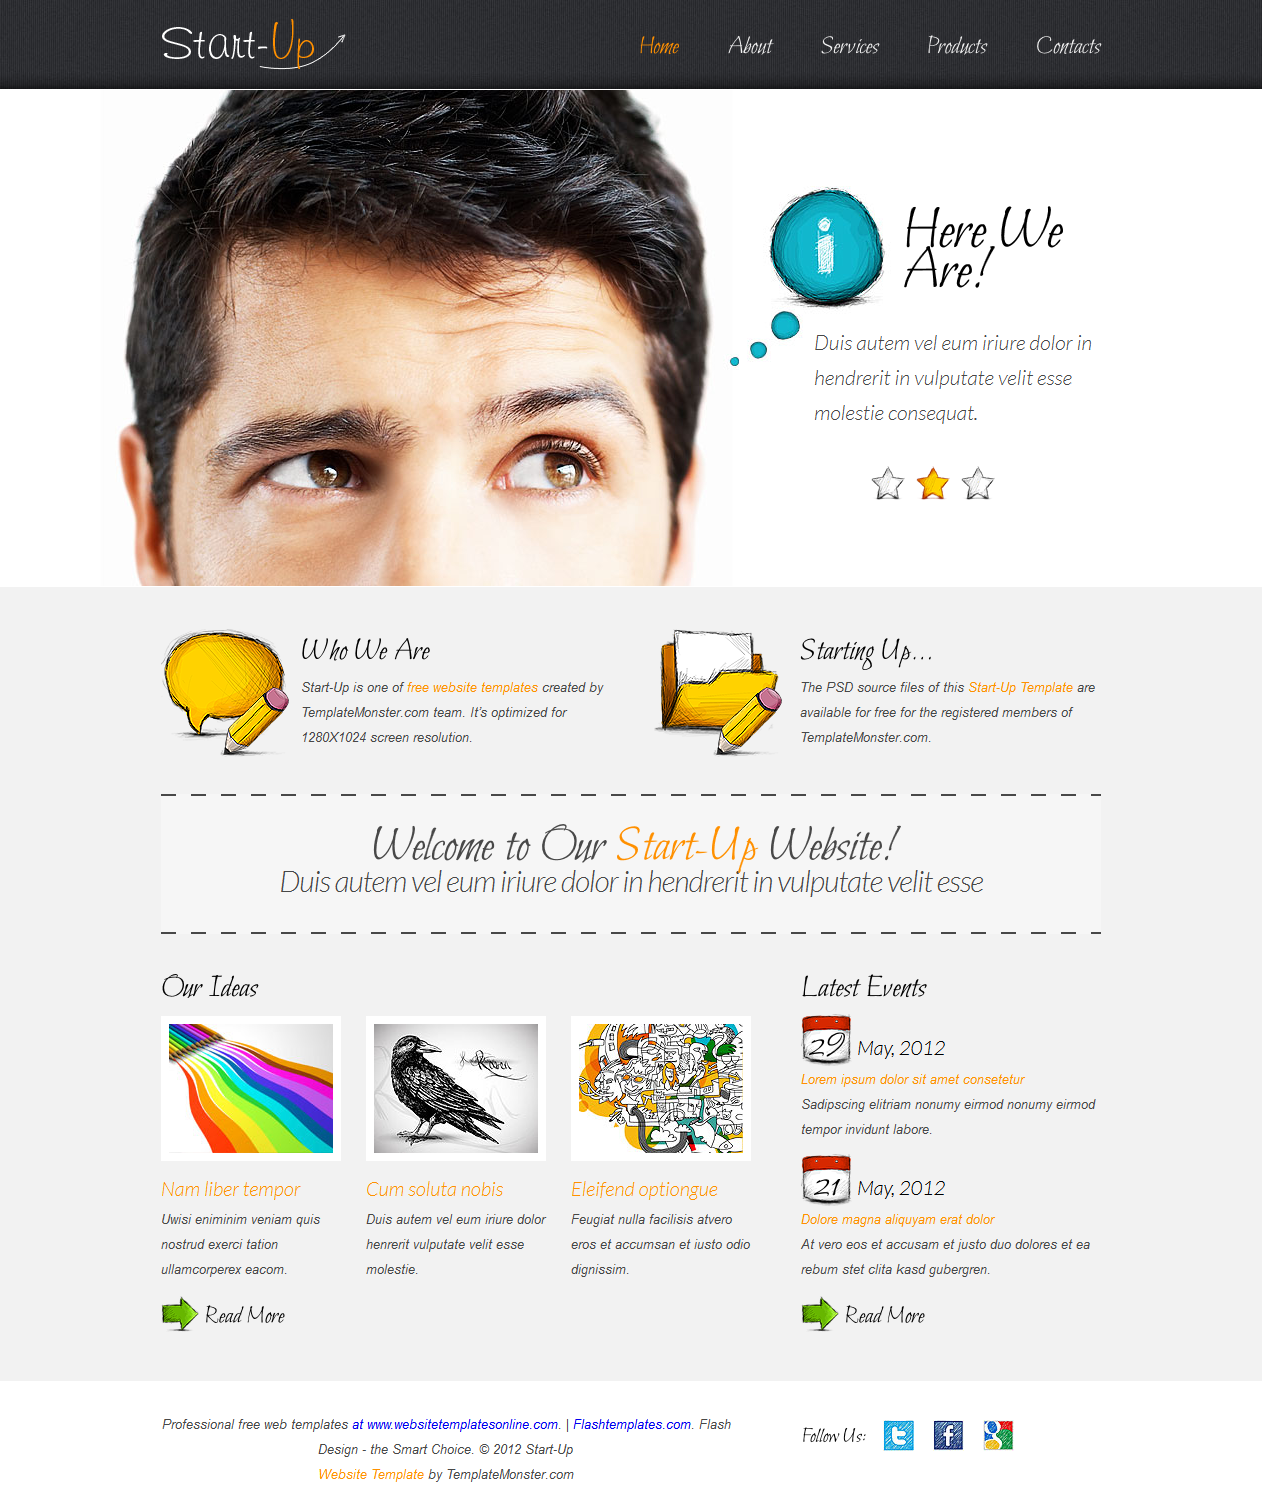 Start-Up
Home About Services Products Contacts
i
Here We
Are!
Duis autem vel eum iriure dolor in
hendrerit in vulputate velit esse
molestie consequat.
Who We Are
Start-Up is one of free website templates created by
TemplateMonster.com team. It's optimized for
1280X1024 screen resolution.
Starting Up...
The PSD source files of this Start-Up Template are
available for free for the registered members of
TemplateMonster.com.
Welcome to Our Start-Up Website!
Duis autem vel eum iriure dolor in hendrerit in vulputate velit esse
Our Ideas
Raven
Nam liber tempor
Uwisi eniminim veniam quis
nostrud exerci tation
ullamcorperex eacom.
Cum soluta nobis
Duis autem vel eum iriure dolor
henrerit vulputate velit esse
molestie.
Eleifend optiongue
Feugiat nulla facilisis atvero
eros et accumsan et iusto odio
dignissim.
Read More
Latest Events
29 May, 2012
Lorem ipsum dolor sit amet consetetur
Sadipscing elitriam nonumy eirmod nonumy eirmod
tempor invidunt labore.
21 May, 2012
Dolore magna aliquyam erat dolor
At vero eos et accusam et justo duo dolores et ea
rebum stet clita kasd gubergren.
Read More
Professional free web templates at www.websitetemplatesonline.com. | Flashtemplates.com. Flash
Design - the Smart Choice. © 2012 Start-Up
Website Template by TemplateMonster.com
Follow Us: t f g